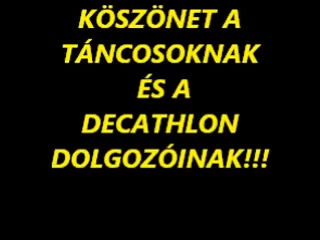 KÖSZÖNET A
TÁNCOSOKNAK
ÉS A
DECATHLON
DOLGOZÓINAK!!!